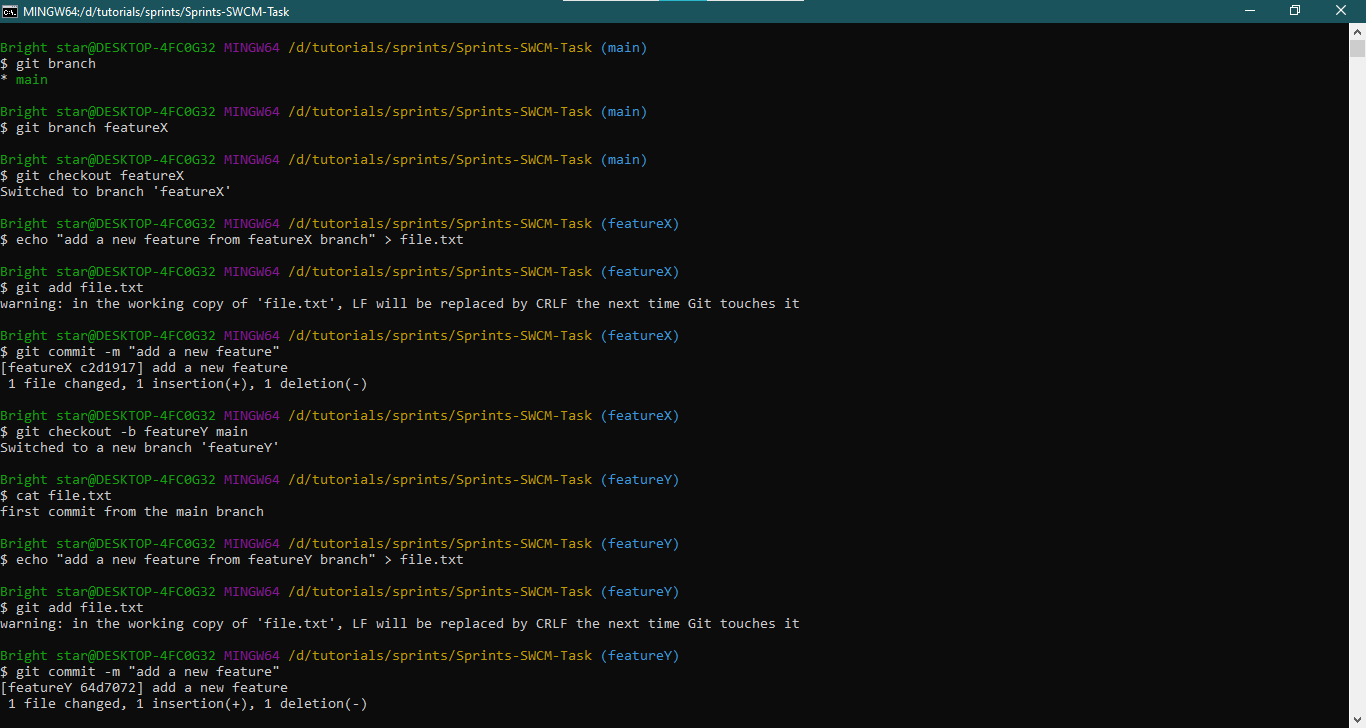 MINGW64:/d/tutorials/sprints/Sprints-SWCM-Task
Bright star@DESKTOP-4FC0G32 MINGW64 /d/tutorials/sprints/Sprints-SWCM-Task (main)
$ git branch
* main
Bright star@DESKTOP-4FC0G32 MINGW64 /d/tutorials/sprints/Sprints-SWCM-Task (main)
$ git branch featureX
Bright star@DESKTOP-4FC0G32 MINGW64 /d/tutorials/sprints/Sprints-SWCM-Task (main)
$ git checkout featureX
Switched to branch 'featureX'
Bright star@DESKTOP-4FC0G32 MINGW64 /d/tutorials/sprints/Sprints-SWCM-Task (featureX)
$ echo "add a new feature from featureX branch" > file.txt
Bright star@DESKTOP-4FC0G32 MINGW64 /d/tutorials/sprints/Sprints-SWCM-Task (featureX)
$ git add file.txt
warning: in the working copy of 'file.txt', LF will be replaced by CRLF the next time Git touches it
Bright star@DESKTOP-4FC0G32 MINGW64 /d/tutorials/sprints/Sprints-SWCM-Task (featureX)
$ git commit -m "add a new feature"
[featureX c2d1917] add a new feature
1 file changed, 1 insertion(+), 1 deletion(-)
Bright star@DESKTOP-4FC0G32 MINGW64 /d/tutorials/sprints/Sprints-SWCM-Task (featureX)
$ git checkout -b featureY main
Switched to a new branch 'featureY'
Bright star@DESKTOP-4FC0G32 MINGW64 /d/tutorials/sprints/Sprints-SWCM-Task (featureY)
$ cat file.txt
first commit from the main branch
Bright star@DESKTOP-4FC0G32 MINGW64 /d/tutorials/sprints/Sprints-SWCM-Task (featureY)
$ echo "add a new feature from featureY branch" > file.txt
Bright star@DESKTOP-4FC0G32 MINGW64 /d/tutorials/sprints/Sprints-SWCM-Task (featureY)
$ git add file.txt
warning: in the working copy of 'file.txt', LF will be replaced by CRLF the next time Git touches it
Bright star@DESKTOP-4FC0G32 MINGW64 /d/tutorials/sprints/Sprints-SWCM-Task (featureY)
$ git commit -m "add a new feature"
[featureY 64d7072] add a new feature
1 file changed, 1 insertion(+), 1 deletion(-)